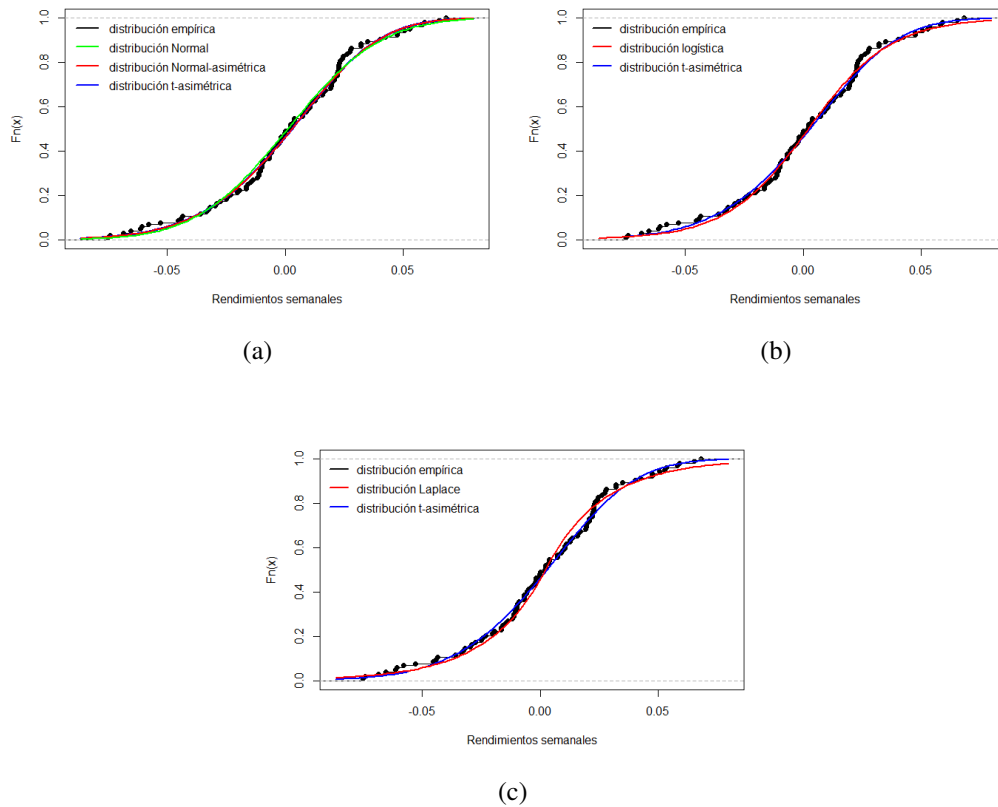 distribución empírica
distribución Normal
distribución Normal-asimétrica
distribución t-asimétrica
Fn(x)
0.0 0.2 0.4 0.6 0.8 1.0
-0.05 0.00 0.05
Rendimientos semanales
(a)
distribución empírica
distribución logística
distribución t-asimétrica
Fn(x)
0.0 0.2 0.4 0.6 0.8 1.0
-0.05 0.00 0.05
Rendimientos semanales
(b)
distribución empírica
distribución Laplace
distribución t-asimétrica
Fn(x)
0.0 0.2 0.4 0.6 0.8 1.0
-0.05 0.00 0.05
Rendimientos semanales
(c)